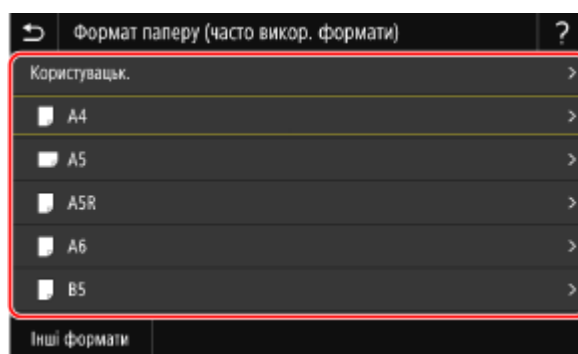 Формат паперу (часто викор. формати) ?
Користувацьк.
A4
A5
A5R
A6
B5
Інші формати